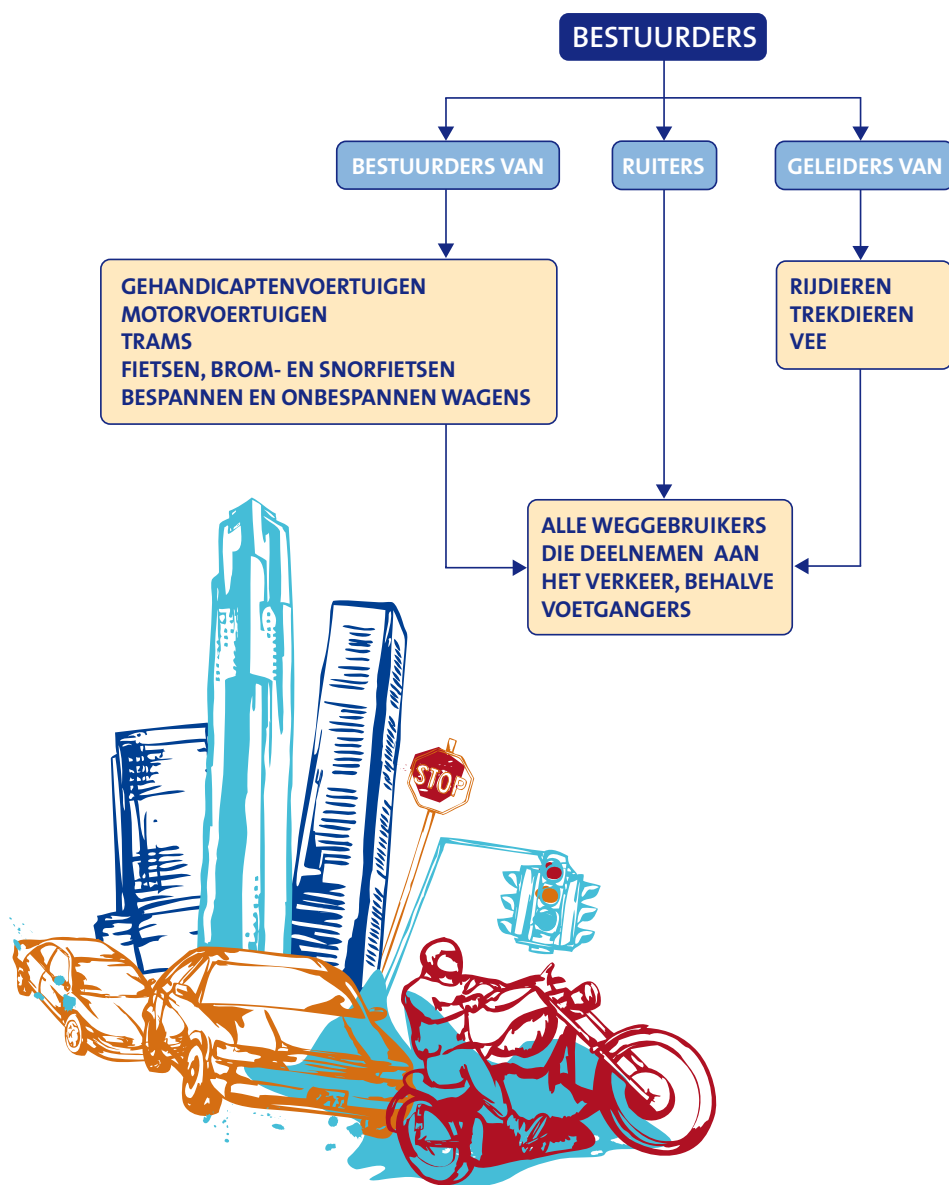 BESTUURDERS
BESTUURDERS VAN
RUITERS
GELEIDERS VAN
GEHANDICAPTENVOERTUIGEN
MOTORVOERTUIGEN
TRAMS
FIETSEN, BROM- EN SNORFIETSEN
BESPANNEN EN ONBESPANNEN WAGENS
RIJDIEREN
TREKDIEREN
VEE
ALLE WEGGEBRUIKERS
DIE DEELNEMEN AAN
HET VERKEER, BEHALVE
VOETGANGERS
STOP